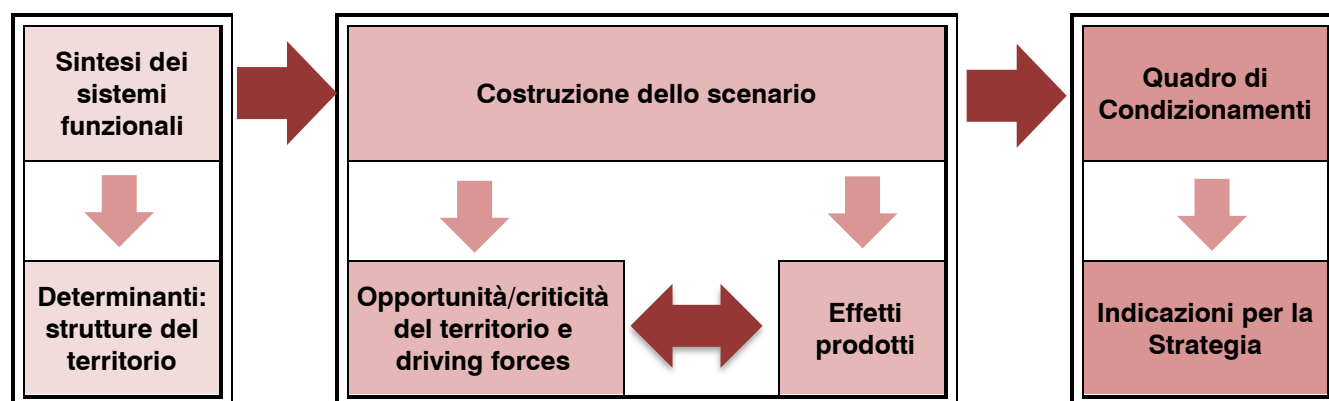 Sintesi dei
sistemi
funzionali
Determinanti:
strutture del
territorio
Costruzione dello scenario
Opportunità/criticità
del territorio e
driving forces
Effetti
prodotti
Quadro di
Condizionamenti
Indicazioni per la
Strategia